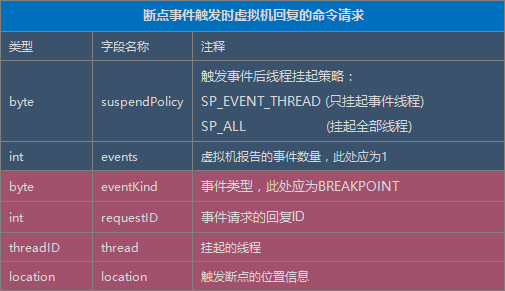 断点事件触发时虚拟机回复的命令请求
类型 字段名称 注释
触发事件后线程挂起策略：
byte suspendPolicy SP_EVENT_THREAD (只挂起事件线程)
SP_ALL (挂起全部线程)
int events 虚拟机报告的事件数量，此处应为1
byte eventKind 事件类型，此处应为BREAKPOINT
int requestID 事件请求的回复ID
threadID thread 挂起的线程
location location 触发断点的位置信息